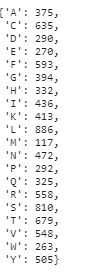 {'A': 375,
'C': 635,
'D': 290,
'E': 270,
'F': 593,
'G': 394,
'H': 332,
'I': 436,
'K': 413,
'L': 886,
'M': 117,
'N': 472,
'P': 292,
'Q': 325,
'R': 558,
'S': 810,
'T': 679,
'V': 548,
'W': 263,
'Y': 505}